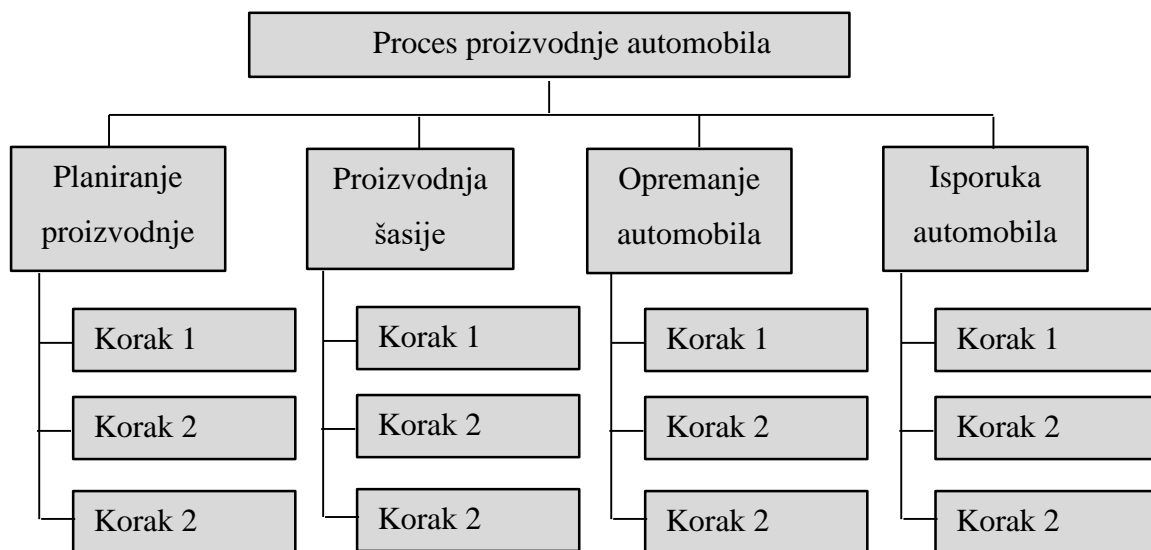 Proces proizvodnje automobila
Planiranje
proizvodnje
Proizvodnja
šasije
Opremanje
automobila
Isporuka
automobila
Korak 1
Korak 1
Korak 1
Korak 1
Korak 2
Korak 2
Korak 2
Korak 2
Korak 2
Korak 2
Korak 2
Korak 2